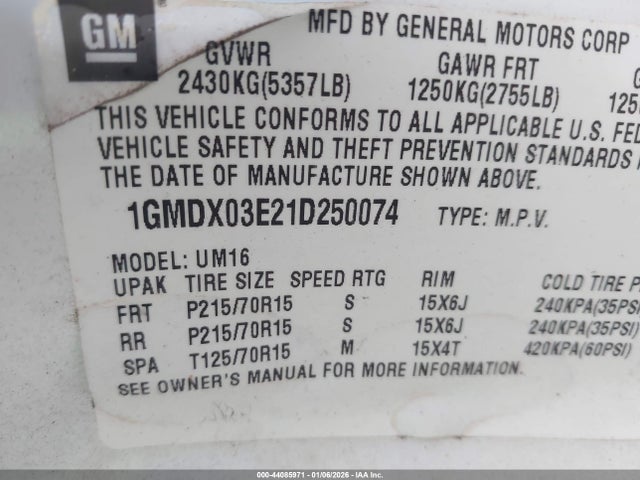 GM
MFD BY GENERAL MOTORS CORP
GVWR GAWR FRT
2430KG(5357LB) 1250KG(2755LB)
THIS VEHICLE CONFORMS TO ALL APPLICABLE U.S.
VEHICLE SAFETY AND THEFT PREVENTION STANDARDS
THE DATE OF MANUFACTURE SHOWN ABOVE.
1GMDX03E21D250074 TYPE: M.P.V.
MODEL: UM16
UPAK TIRE SIZE SPEED RTG RIM COLD TIRE
FRT P215/70R15 S 15X6J 240KPA(35PSI
RR P215/70R15 S 15X6J 240KPA(35PSI)
SPA T125/70R15 M 15X4T 420KPA(60PSI)
SEE OWNER'S MANUAL FOR MORE INFORMATION.
000-44085971 | 01/06/2026 | IAA